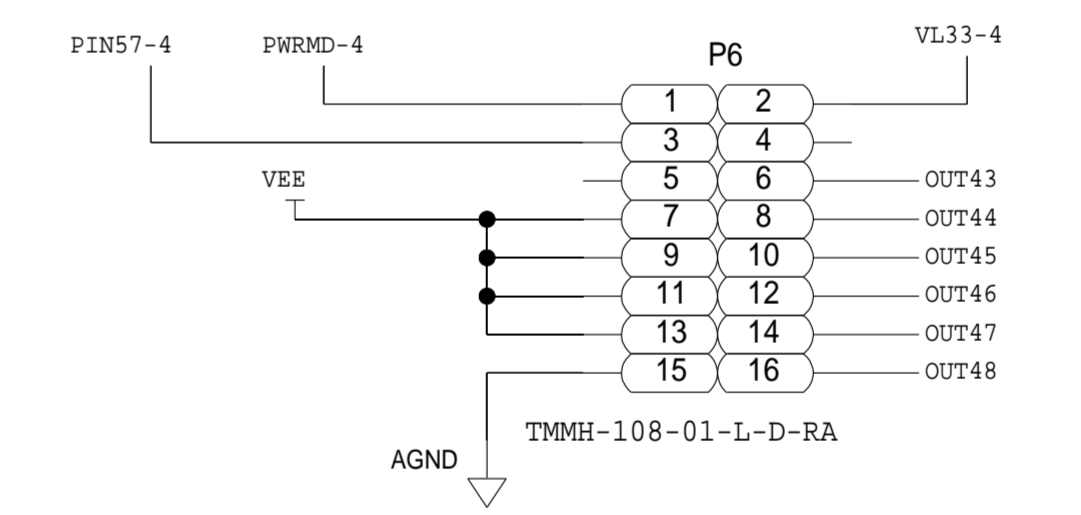 PIN57-4 PWRMD-4 VL33-4
P6
1 2
3 4
VEE 5 6 OUT43
7 8 OUT44
9 10 OUT45
11 12 OUT46
13 14 OUT47
15 16 OUT48
TMMH-108-01-L-D-RA
AGND